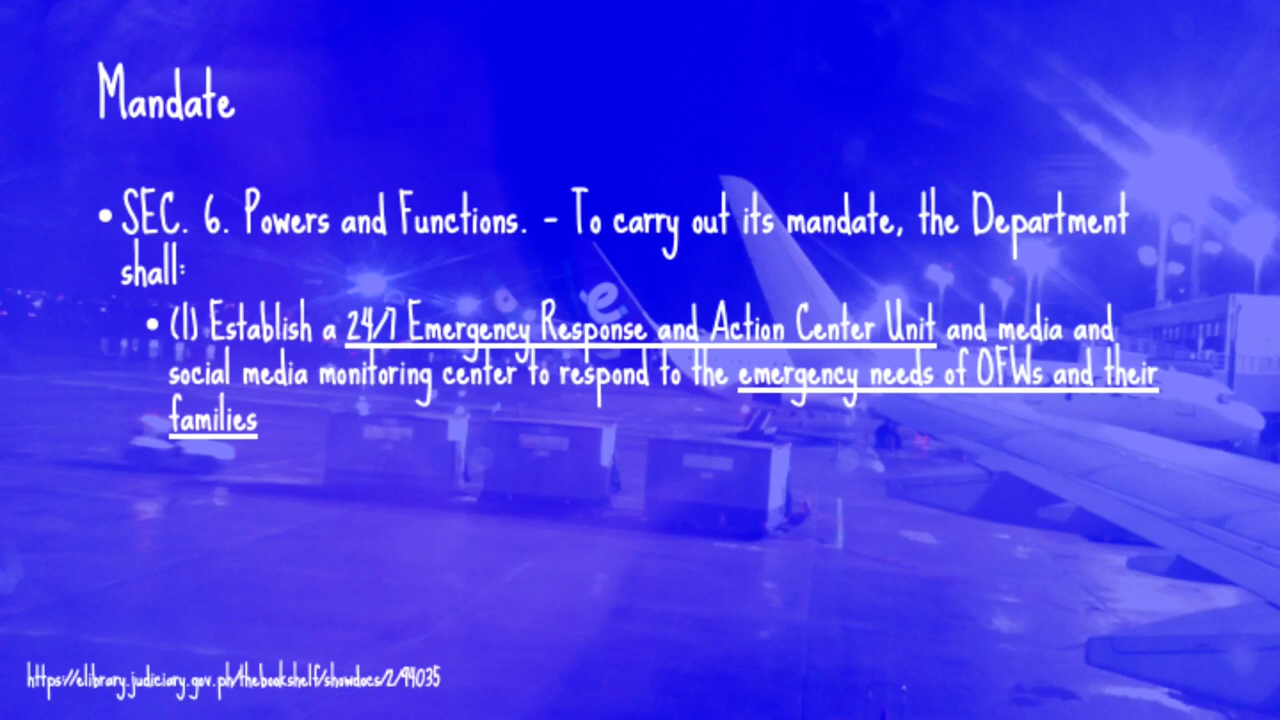 Mandate
• SEC. 6. Powers and Functions. - To carry out its mandate, the Department
shall:
• (l) Establish a 24/7 Emergency Response and Action Center Unit and media and
social media monitoring center to respond to the emergency needs of OFWs and their
families
https://elibrary.judiciary.gov.ph/thebookshelf/showdocs/2/94035